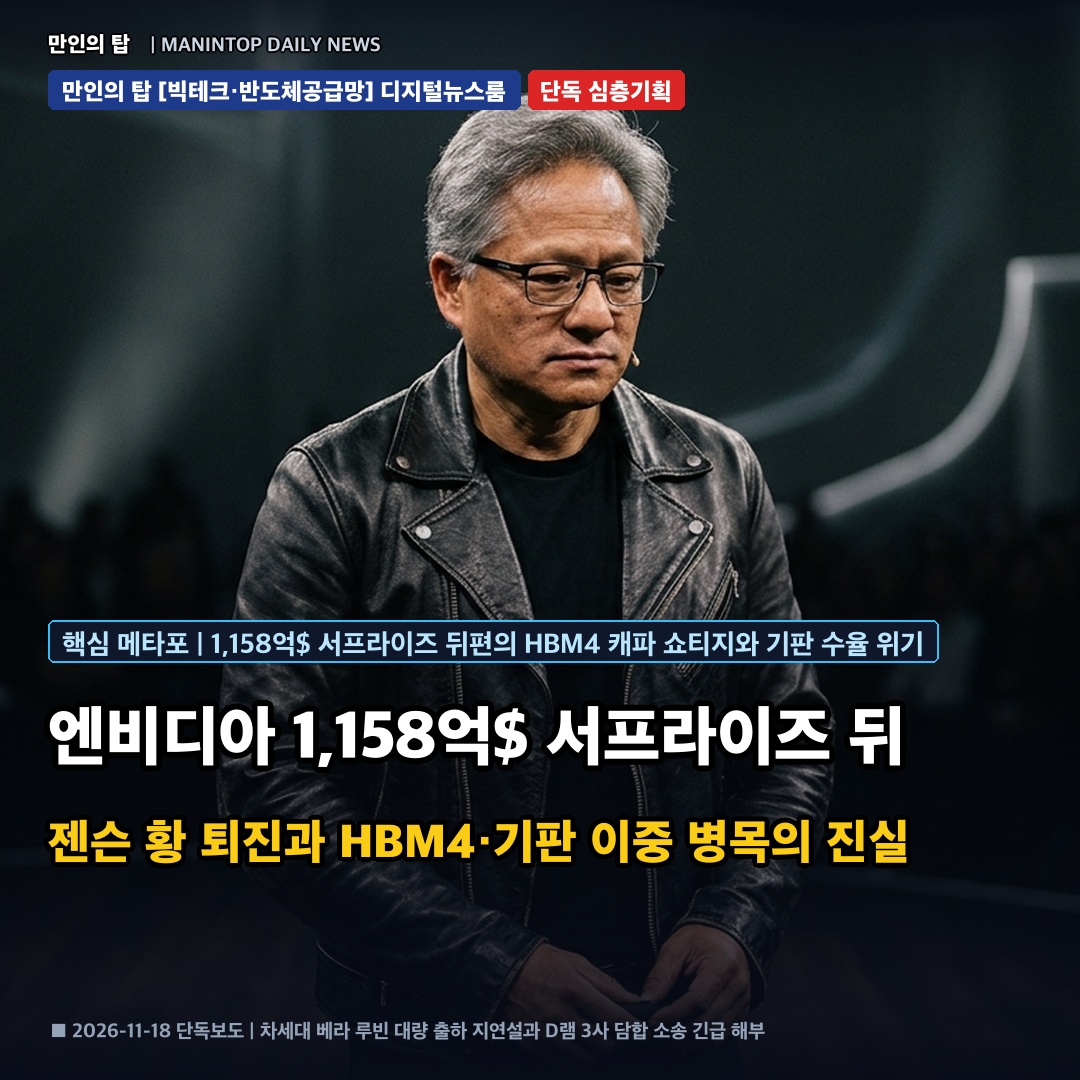 만인의 탑 | MANINTOP DAILY NEWS
만인의 탑 [빅테크·반도체공급망] 디지털뉴스룸 단독 심층기획
핵심 메타포 | 1,158억$ 서프라이즈 뒤편의 HBM4 캐파 쇼티지와 기판 수율 위기
엔비디아 1,158억$ 서프라이즈 뒤
젠슨 황 퇴진과 HBM4·기판 이중 병목의 진실
■ 2026-11-18 단독보도 | 차세대 베라 루빈 대량 출하 지연설과 D램 3사 담합 소송 긴급 해부